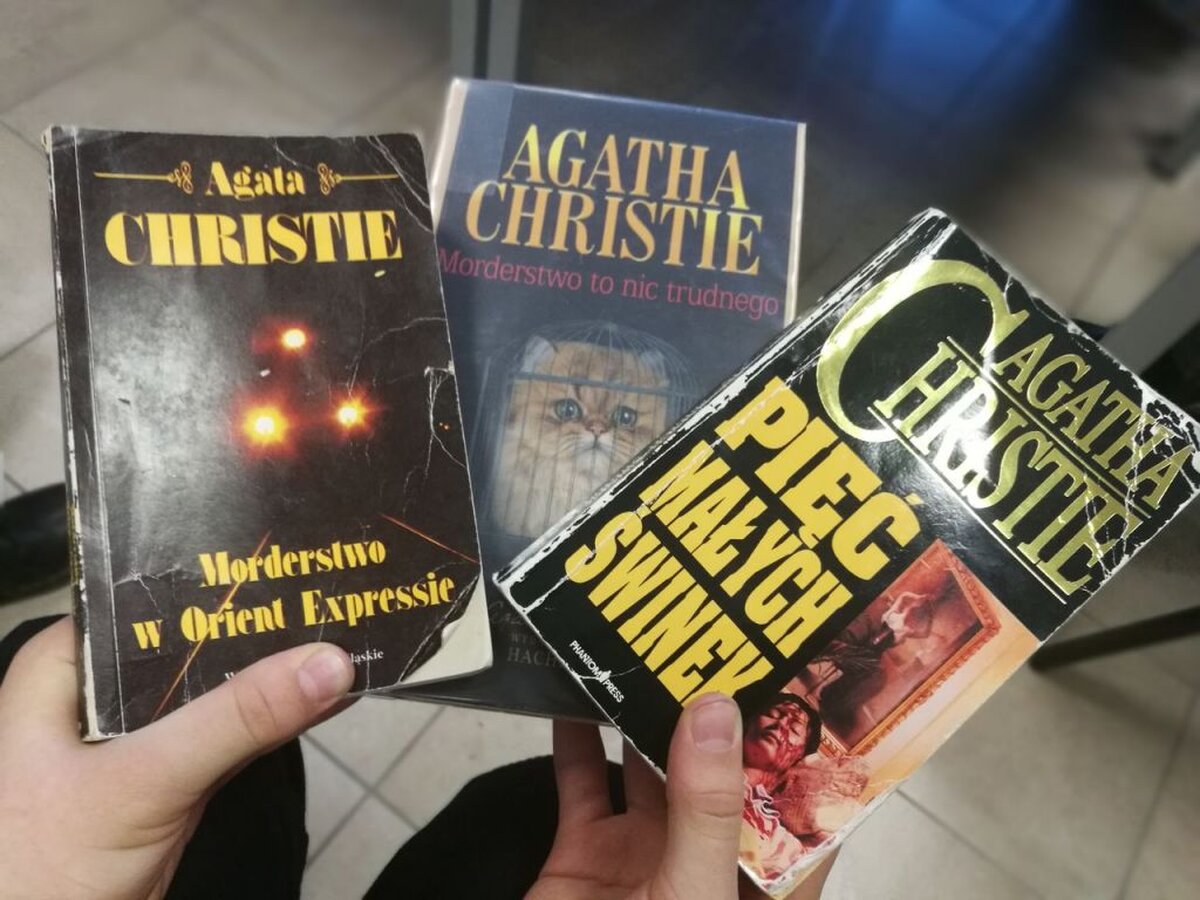 Agata
CHRISTIE
Morderstwo
w Orient Expressie
AGATHA
CHRISTIE
Morderstwo to nic trudnego
AGATHA
CHRISTIE
PIĘĆ
MAŁYCH
ŚWINEK
PHANTOM PRESS